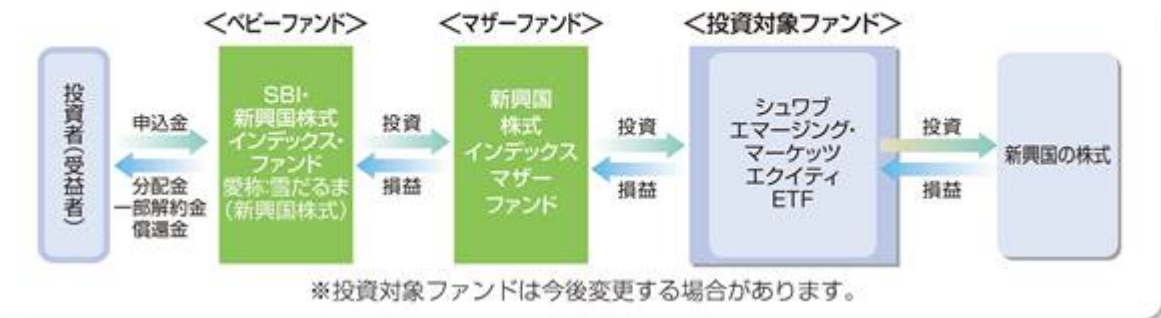 <ベビーファンド>
<マザーファンド>
<投資対象ファンド>
投資者(受益者)
申込金
分配金
一部解約金
償還金
SBI・
新興国株式
インデックス・
ファンド
愛称:雪だるま
(新興国株式)
投資
損益
新興国
株式
インデックス
マザー
ファンド
投資
損益
シュワブ
エマージング・
マーケッツ
エクイティ
ETF
投資
損益
新興国の株式
※投資対象ファンドは今後変更する場合があります。